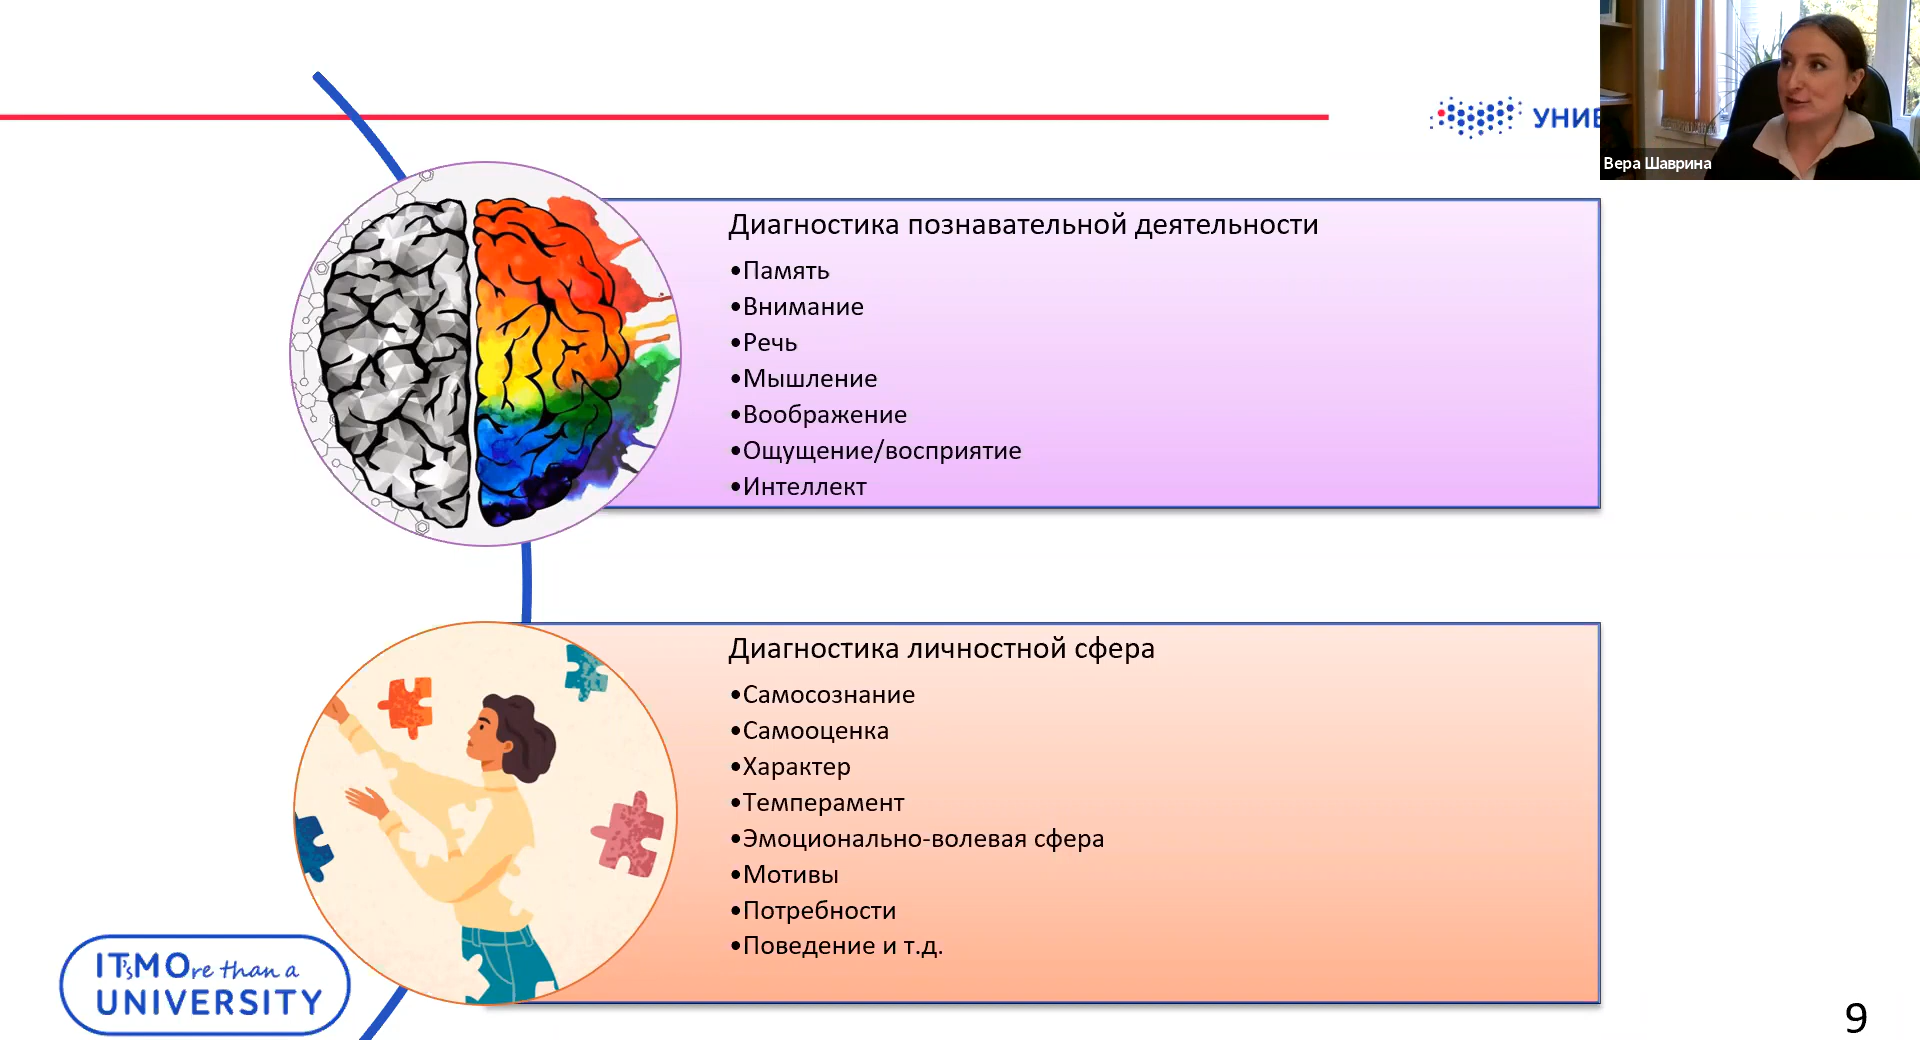 УНИВ
Вера Шаврина
Диагностика познавательной деятельности
•Память
•Внимание
•Речь
•Мышление
•Воображение
•Ощущение/восприятие
•Интеллект
Диагностика личностной сфера
•Самосознание
•Самооценка
•Характер
•Темперамент
•Эмоционально-волевая сфера
•Мотивы
•Потребности
•Поведение и т.д.
IT'sMOre than a
UNIVERSITY
9